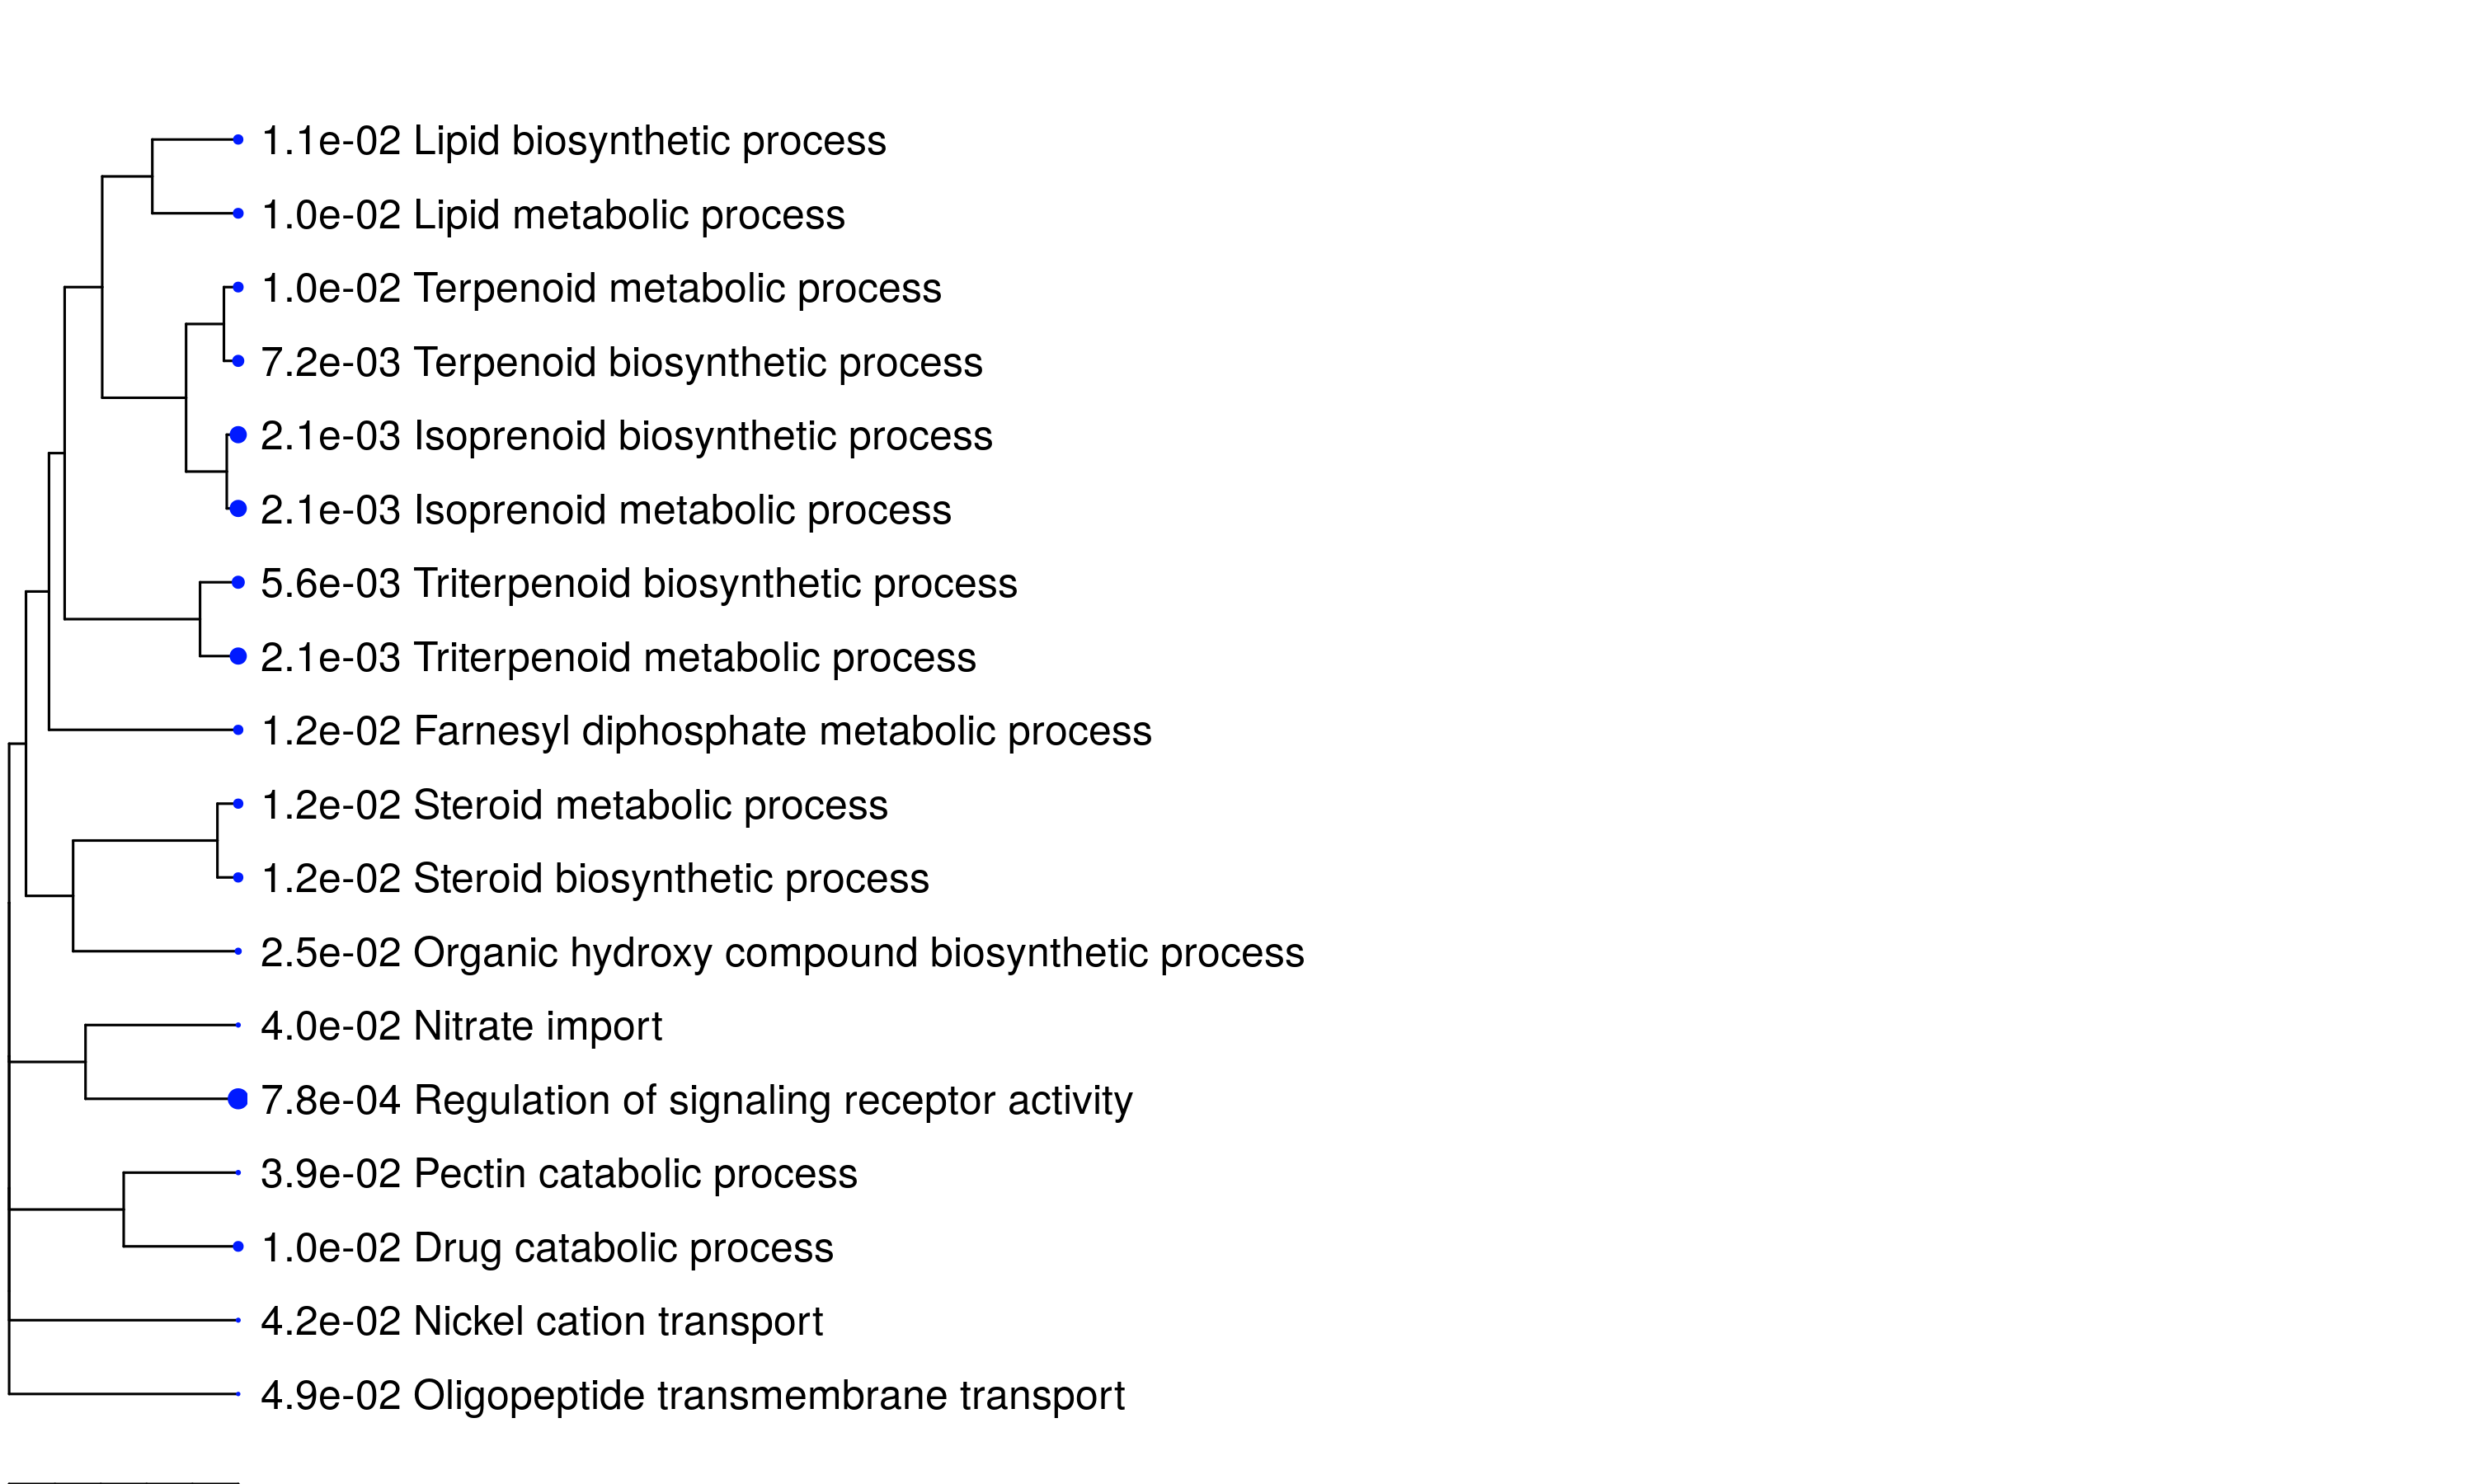 1.1e-02 Lipid biosynthetic process
1.0e-02 Lipid metabolic process
1.0e-02 Terpenoid metabolic process
7.2e-03 Terpenoid biosynthetic process
2.1e-03 Isoprenoid biosynthetic process
2.1e-03 Isoprenoid metabolic process
5.6e-03 Triterpenoid biosynthetic process
2.1e-03 Triterpenoid metabolic process
1.2e-02 Farnesyl diphosphate metabolic process
1.2e-02 Steroid metabolic process
1.2e-02 Steroid biosynthetic process
2.5e-02 Organic hydroxy compound biosynthetic process
4.0e-02 Nitrate import
7.8e-04 Regulation of signaling receptor activity
3.9e-02 Pectin catabolic process
1.0e-02 Drug catabolic process
4.2e-02 Nickel cation transport
4.9e-02 Oligopeptide transmembrane transport